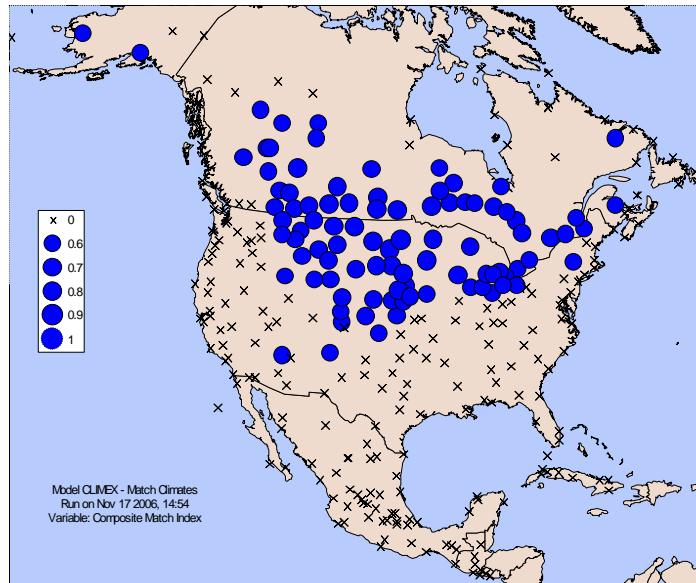 0
0.6
0.7
0.8
0.9
1
Model CLIMEX - Match Climates
Run on Nov 17 2006, 14:54
Variable: Composite Match Index